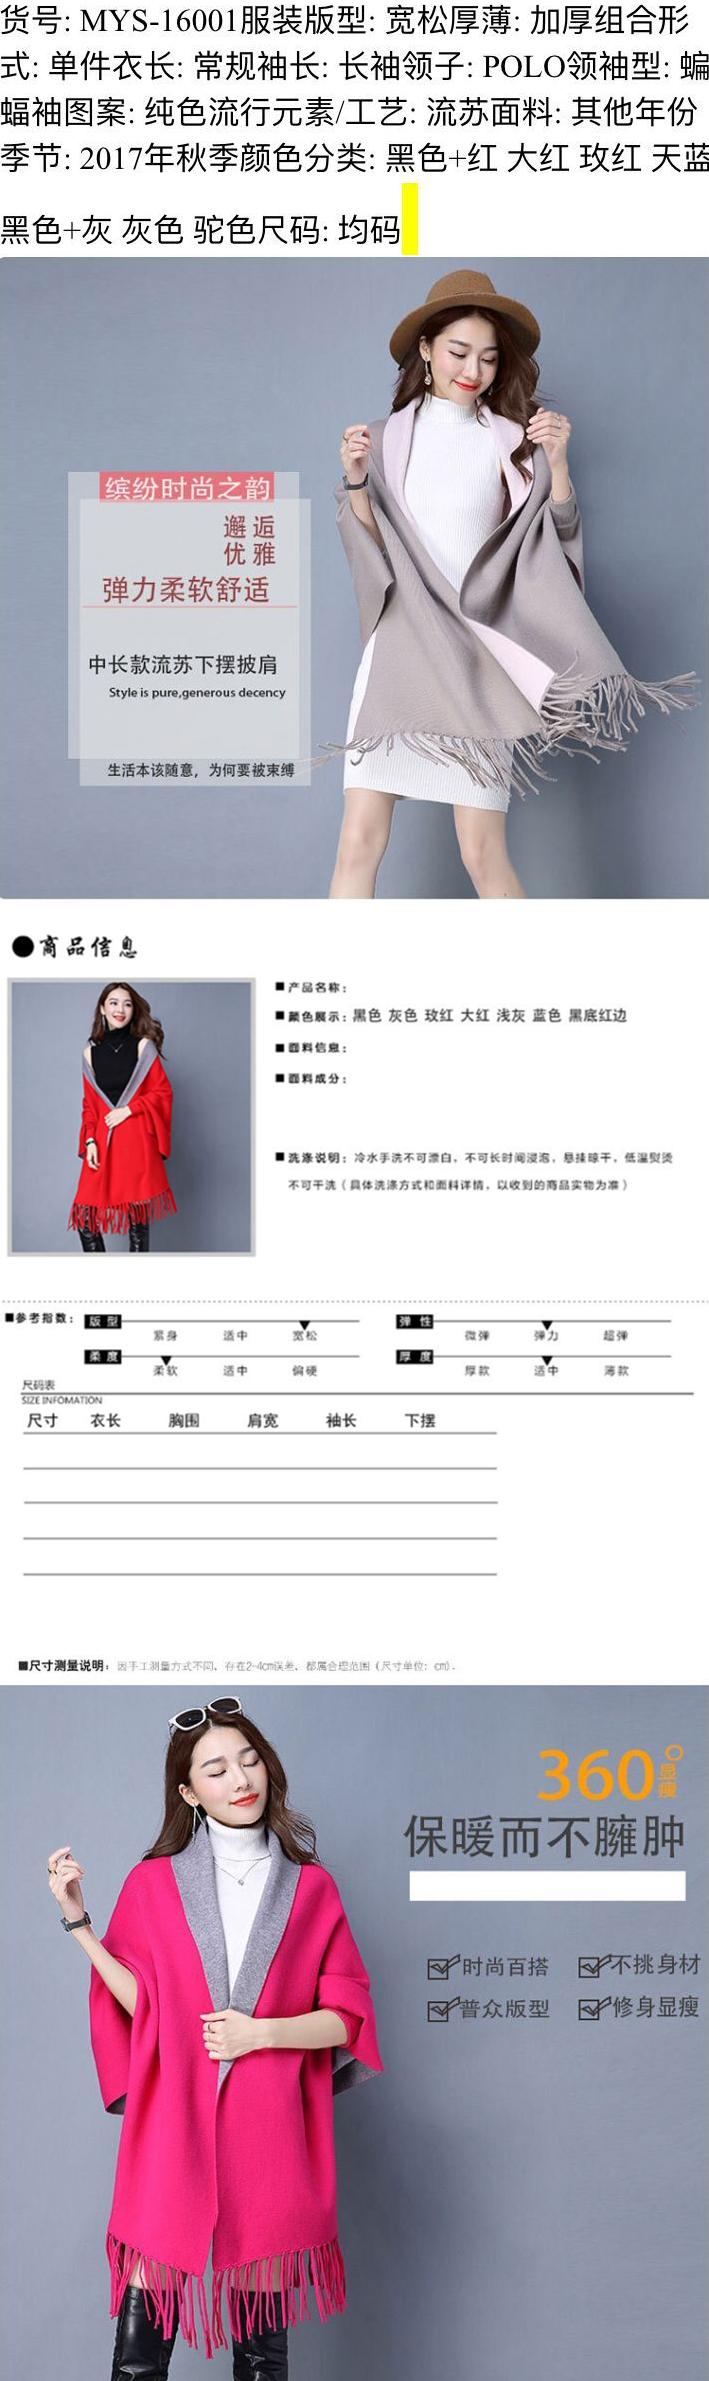 货号: MYS-16001服装版型: 宽松厚薄: 加厚组合形
式: 单件衣长: 常规袖长: 长袖领子: POLO领袖型: 蝙
蝠袖图案: 纯色流行元素/工艺: 流苏面料: 其他年份
季节: 2017年秋季颜色分类: 黑色+红 大红 玫红 天蓝
黑色+灰 灰色 驼色尺码: 均码
缤纷时尚之韵
邂逅
优雅
弹力柔软舒适
中长款流苏下摆披肩
Style is pure,generous decency
生活本该随意，为何要被束缚
●商品信息
■产品名称：
■颜色展示：黑色 灰色 玫红 大红 浅灰 蓝色 黑底红边
■面料信息：
■面料成分：
■洗涤说明：冷水手洗不可漂白，不可长时间浸泡，悬挂晾干，低温熨烫
不可干洗（具体洗涤方式和面料详情，以收到的商品实物为准）
■参考指数： 版型 紧身 适中 宽松 弹性 微弹 弹力 超弹
柔度 柔软 适中 偏硬 厚度 厚款 适中 薄款
尺码表
SIZE INFOMATION
尺寸 衣长 胸围 肩宽 袖长 下摆
■尺寸测量说明：因手工测量方式不同，存在2-4cm误差，都属合理范围（尺寸单位：cm）.
360°显瘦
保暖而不臃肿
时尚百搭 不挑身材
普众版型 修身显瘦